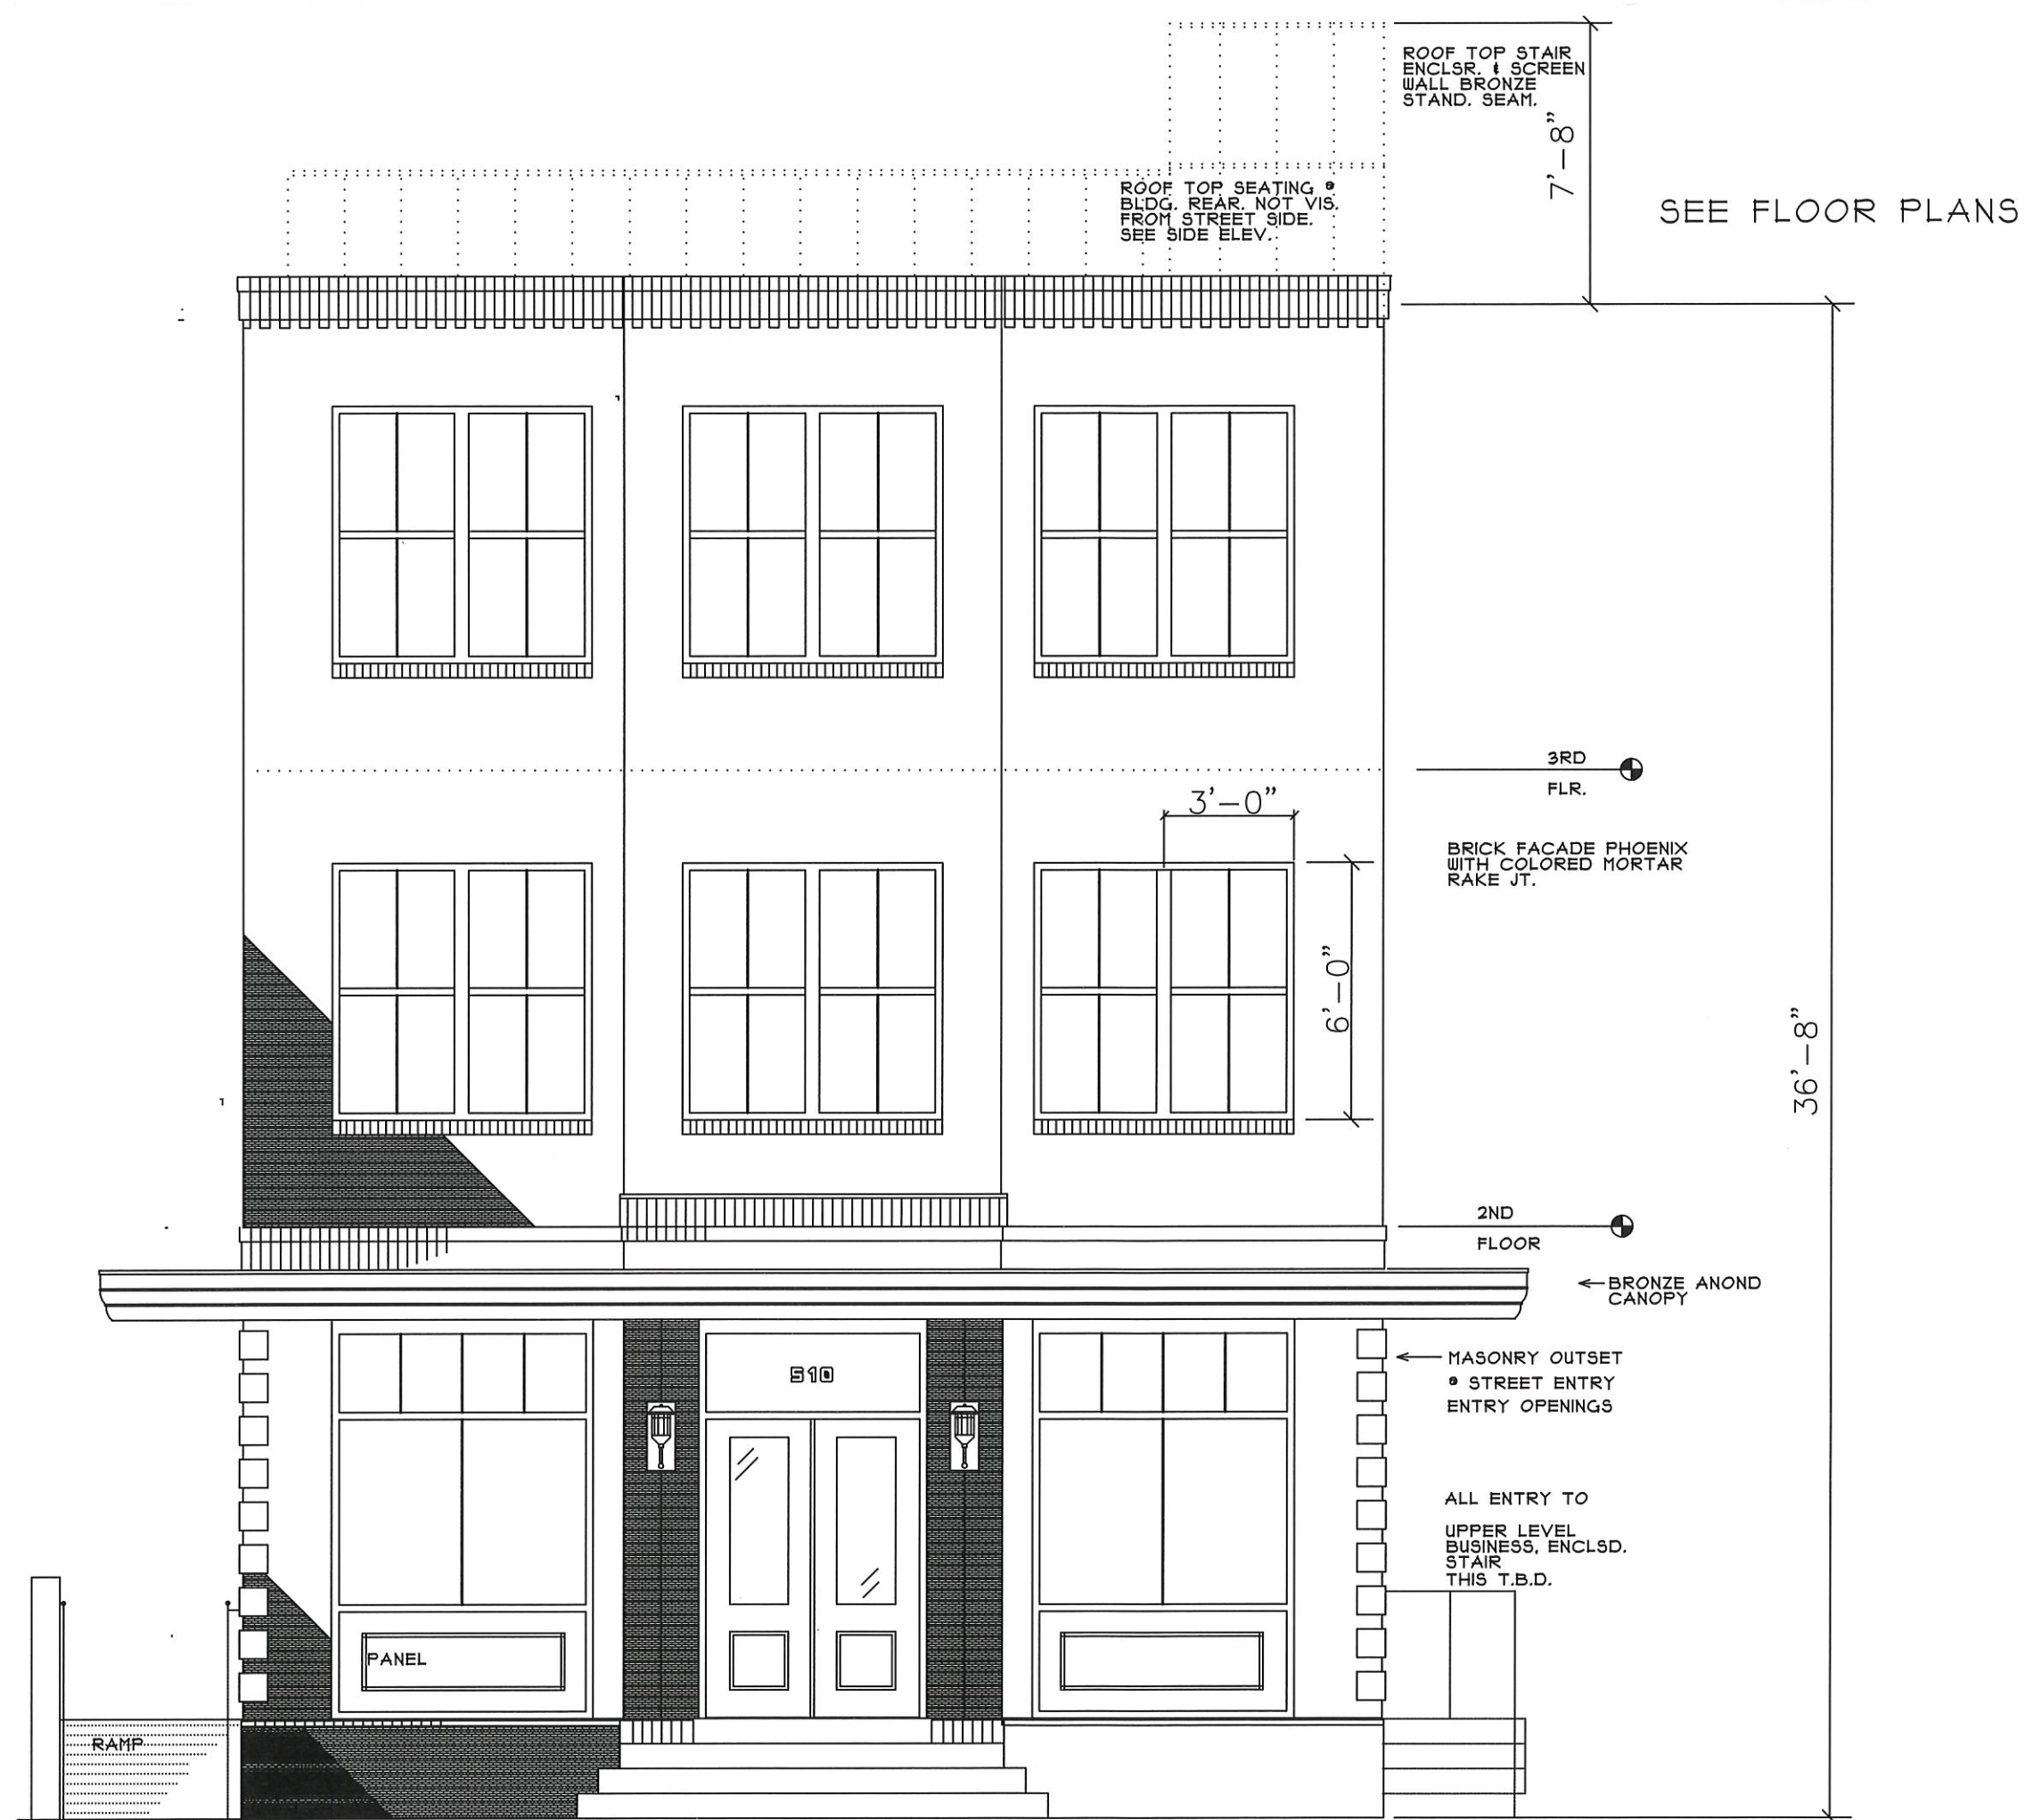 ROOF TOP STAIR
ENCLSR. & SCREEN
WALL BRONZE
STAND. SEAM.
7'-8"
ROOF TOP SEATING @
BLDG. REAR. NOT VIS.
FROM STREET SIDE.
SEE SIDE ELEV.
SEE FLOOR PLANS
3RD
FLR.
3'-0"
BRICK FACADE PHOENIX
WITH COLORED MORTAR
RAKE JT.
6'-0"
36'-8"
2ND
FLOOR
BRONZE ANOND
CANOPY
MASONRY OUTSET
@ STREET ENTRY
ENTRY OPENINGS
510
ALL ENTRY TO
UPPER LEVEL
BUSINESS, ENCLSD.
STAIR
THIS T.B.D.
PANEL
RAMP